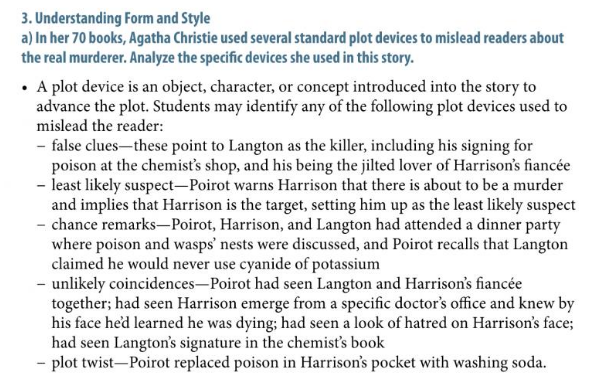 3. Understanding Form and Style
a) In her 70 books, Agatha Christie used several standard plot devices to mislead readers about
the real murderer. Analyze the specific devices she used in this story.
• A plot device is an object, character, or concept introduced into the story to
advance the plot. Students may identify any of the following plot devices used to
mislead the reader:
– false clues—these point to Langton as the killer, including his signing for
poison at the chemist's shop, and his being the jilted lover of Harrison's fiancée
– least likely suspect—Poirot warns Harrison that there is about to be a murder
and implies that Harrison is the target, setting him up as the least likely suspect
– chance remarks—Poirot, Harrison, and Langton had attended a dinner party
where poison and wasps' nests were discussed, and Poirot recalls that Langton
claimed he would never use cyanide of potassium
– unlikely coincidences—Poirot had seen Langton and Harrison's fiancée
together; had seen Harrison emerge from a specific doctor's office and knew by
his face he'd learned he was dying; had seen a look of hatred on Harrison's face;
had seen Langton's signature in the chemist's book
– plot twist—Poirot replaced poison in Harrison's pocket with washing soda.